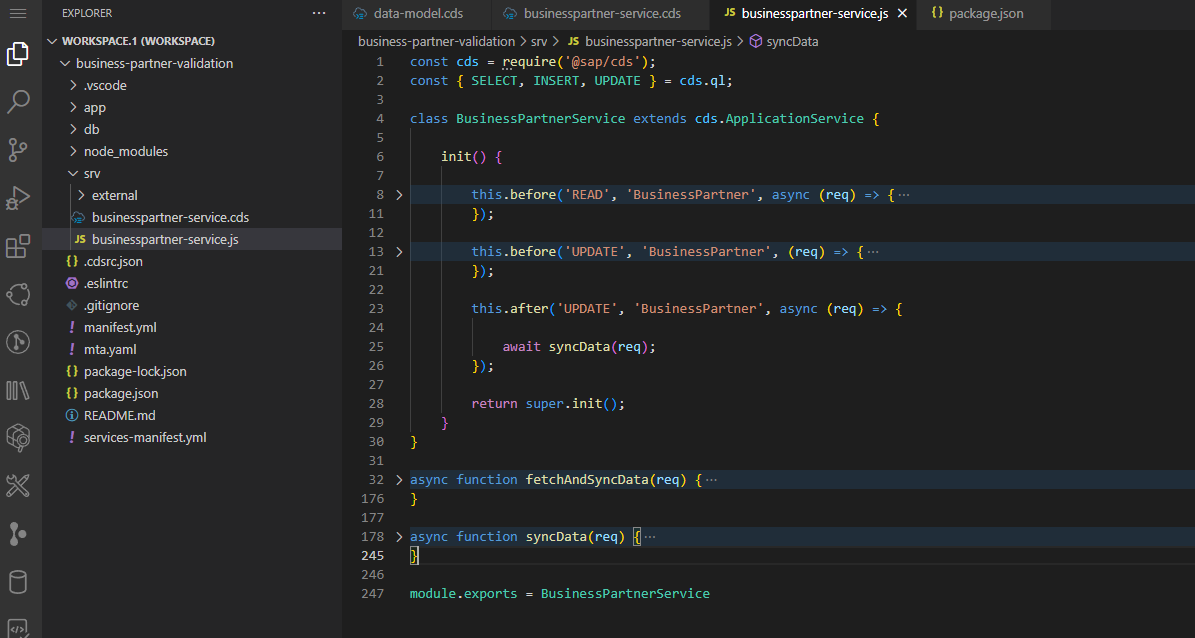 EXPLORER ···
WORKSPACE.1 (WORKSPACE)
business-partner-validation
.vscode
app
db
node_modules
srv
external
businesspartner-service.cds
JS businesspartner-service.js
{} .cdsrc.json
.eslintrc
.gitignore
! manifest.yml
! mta.yaml
{} package-lock.json
{} package.json
README.md
! services-manifest.yml
data-model.cds
businesspartner-service.cds
JS businesspartner-service.js
{} package.json
business-partner-validation > srv > JS businesspartner-service.js > syncData
1 const cds = require('@sap/cds');
2 const { SELECT, INSERT, UPDATE } = cds.ql;
3
4 class BusinessPartnerService extends cds.ApplicationService {
5
6 init() {
7
8 this.before('READ', 'BusinessPartner', async (req) => { ···
11 });
12
13 this.before('UPDATE', 'BusinessPartner', (req) => { ···
21 });
22
23 this.after('UPDATE', 'BusinessPartner', async (req) => {
24
25 await syncData(req);
26 });
27
28 return super.init();
29 }
30 }
31
32 async function fetchAndSyncData(req) { ···
176 }
177
178 async function syncData(req) { ···
245 }
246
247 module.exports = BusinessPartnerService